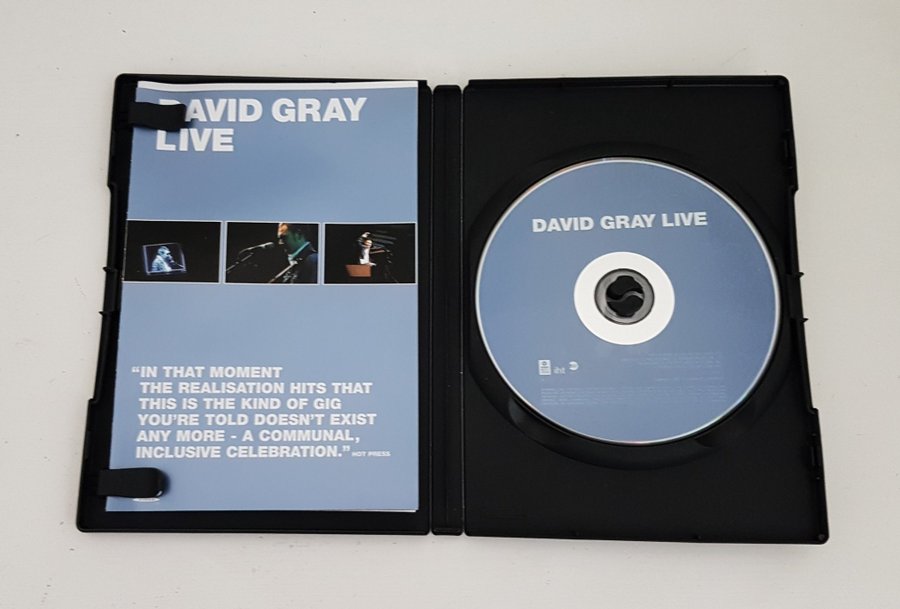 DAVID GRAY
LIVE
“IN THAT MOMENT
THE REALISATION HITS THAT
THIS IS THE KIND OF GIG
YOU'RE TOLD DOESN'T EXIST
ANY MORE - A COMMUNAL,
INCLUSIVE CELEBRATION.” HOT PRESS
DAVID GRAY LIVE
iht